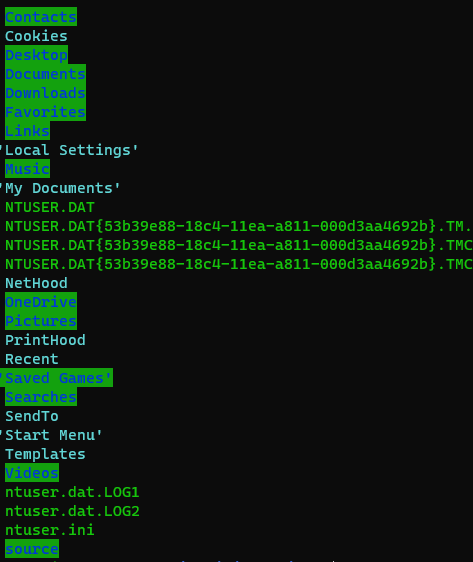 Contacts
Cookies
Desktop
Documents
Downloads
Favorites
Links
'Local Settings'
Music
'My Documents'
NTUSER.DAT
NTUSER.DAT{53b39e88-18c4-11ea-a811-000d3aa4692b}.TM.
NTUSER.DAT{53b39e88-18c4-11ea-a811-000d3aa4692b}.TMC
NTUSER.DAT{53b39e88-18c4-11ea-a811-000d3aa4692b}.TMC
NetHood
OneDrive
Pictures
PrintHood
Recent
'Saved Games'
Searches
SendTo
'Start Menu'
Templates
Videos
ntuser.dat.LOG1
ntuser.dat.LOG2
ntuser.ini
source